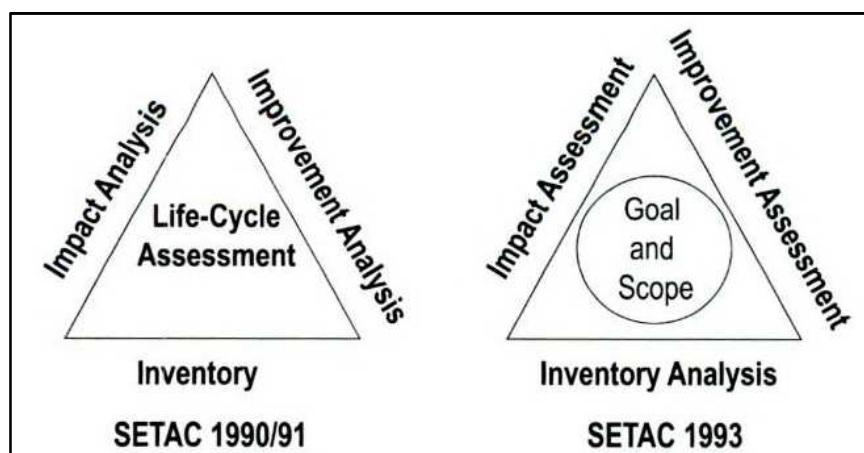 Impact Analysis
Improvement Analysis
Life-Cycle
Assessment
Inventory
SETAC 1990/91
Impact Assessment
Improvement Assessment
Goal
and
Scope
Inventory Analysis
SETAC 1993